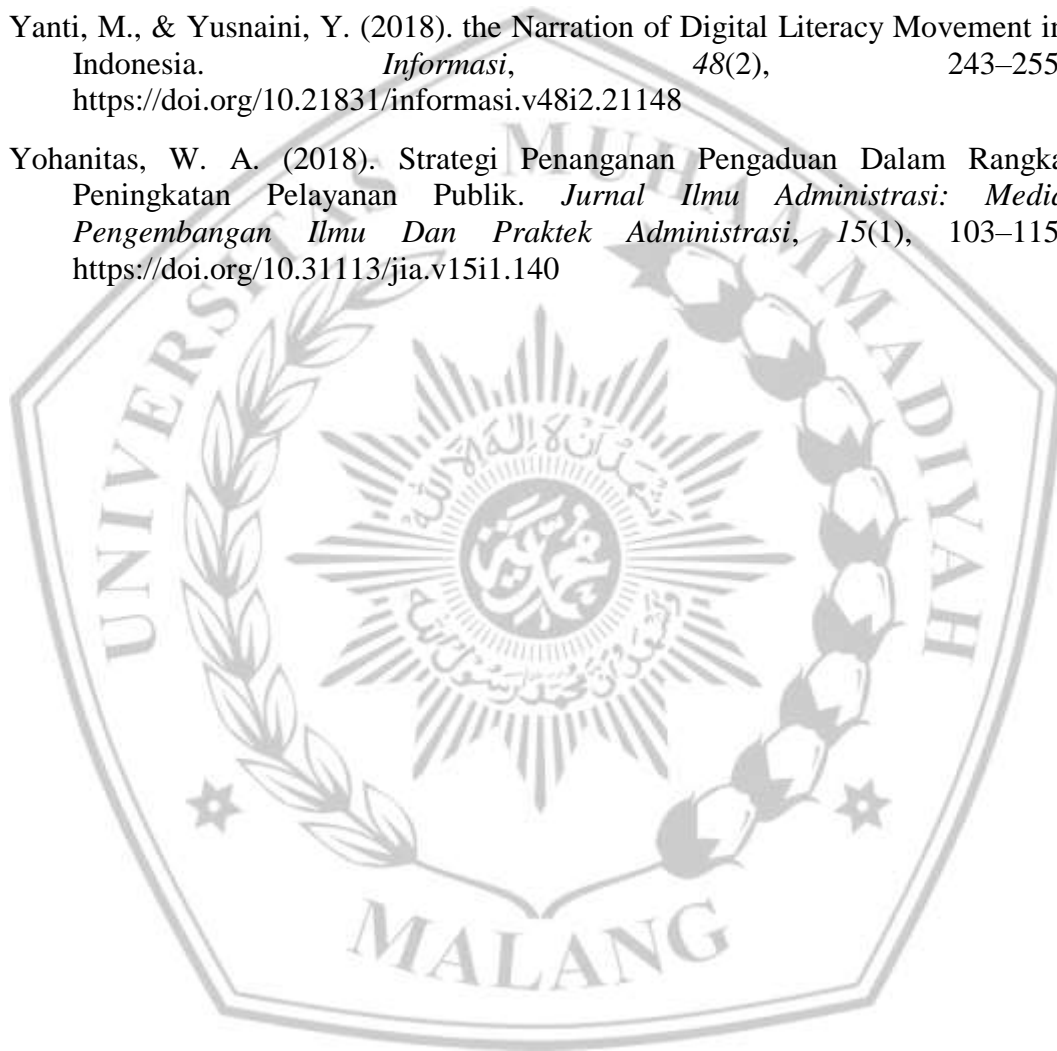 Yanti, M., & Yusnaini, Y. (2018). the Narration of Digital Literacy Movement in
Indonesia. Informasi, 48(2), 243–255
https://doi.org/10.21831/informasi.v48i2.21148
Yohanitas, W. A. (2018). Strategi Penanganan Pengaduan Dalam Rangka
Peningkatan Pelayanan Publik. Jurnal Ilmu Administrasi: Media
Pengembangan Ilmu Dan Praktek Administrasi, 15(1), 103–115
https://doi.org/10.31113/jia.v15i1.140
UNIVERSITAS MUHAMMADIYAH
MALANG